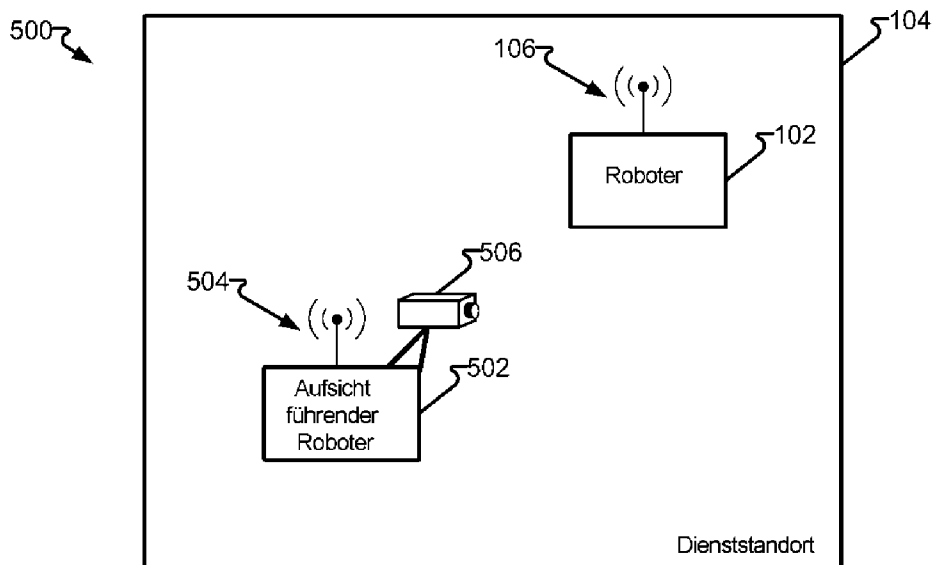 500
104
106
102
Roboter
506
504
502
Aufsicht
führender
Roboter
Dienststandort